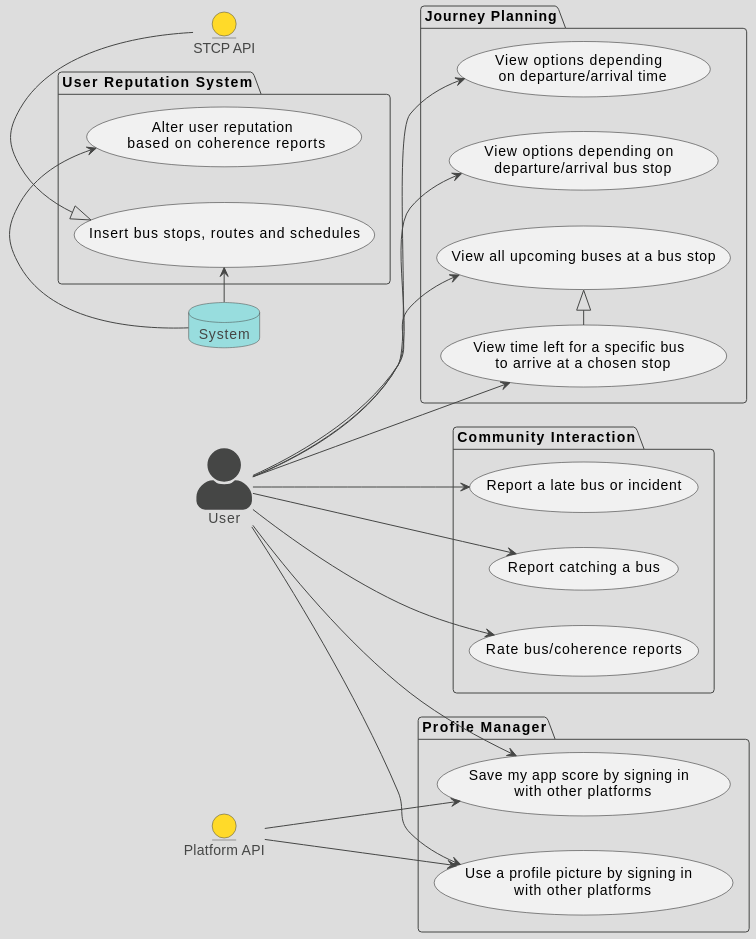 STCP API
User Reputation System
Alter user reputation
based on coherence reports
Insert bus stops, routes and schedules
System
User
Platform API
Journey Planning
View options depending
on departure/arrival time
View options depending on
departure/arrival bus stop
View all upcoming buses at a bus stop
View time left for a specific bus
to arrive at a chosen stop
Community Interaction
Report a late bus or incident
Report catching a bus
Rate bus/coherence reports
Profile Manager
Save my app score by signing in
with other platforms
Use a profile picture by signing in
with other platforms